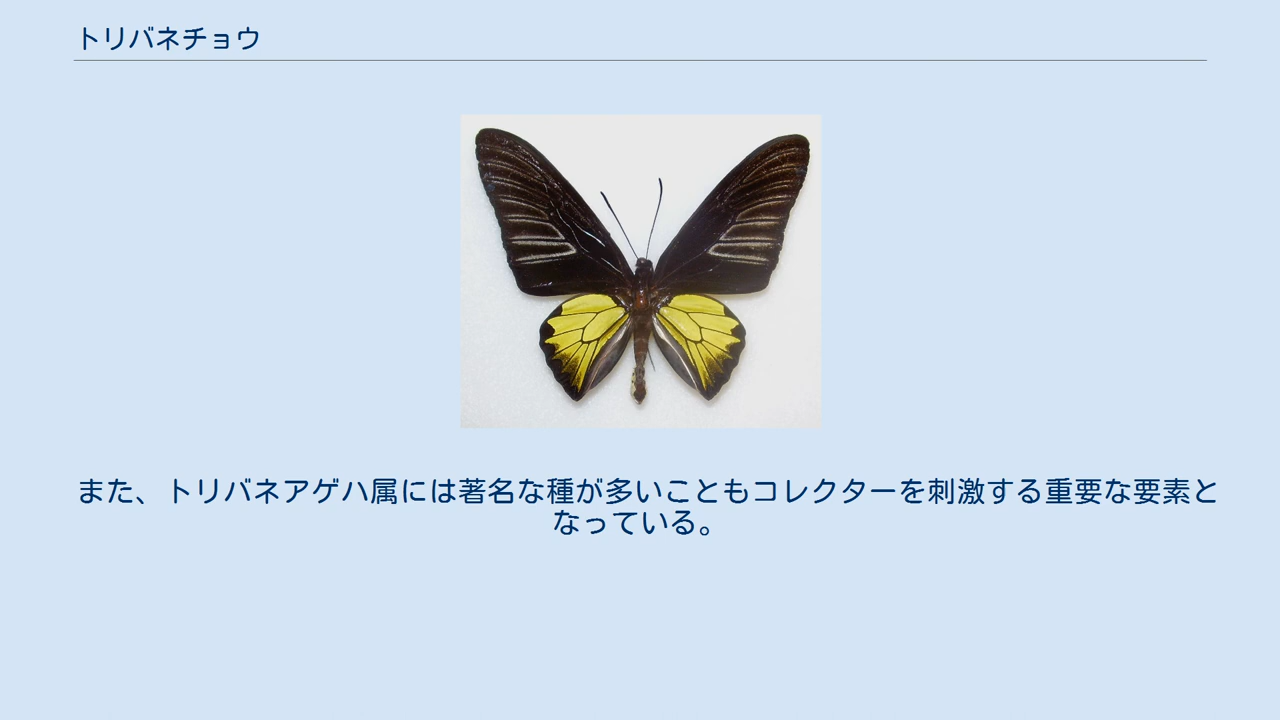 トリバネチョウ
また、トリバネアゲハ属には著名な種が多いこともコレクターを刺激する重要な要素と
なっている。